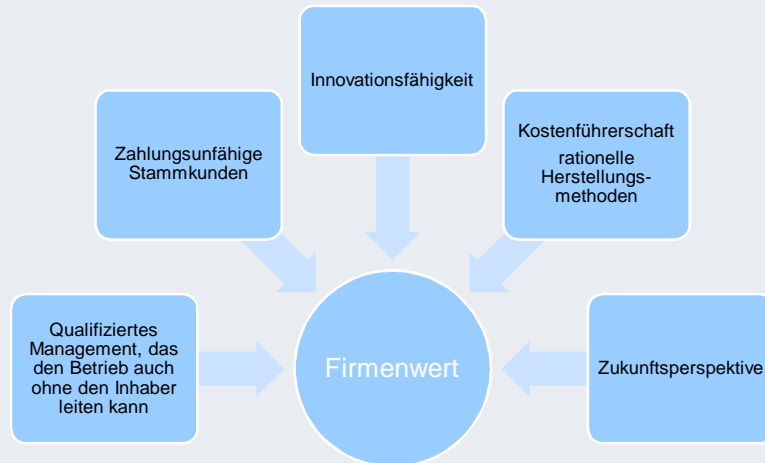 Innovationsfähigkeit
Zahlungsunfähige
Stammkunden
Kostenführerschaft
rationelle
Herstellungs-
methoden
Qualifiziertes
Management, das
den Betrieb auch
ohne den Inhaber
leiten kann
Firmenwert
Zukunftsperspektive